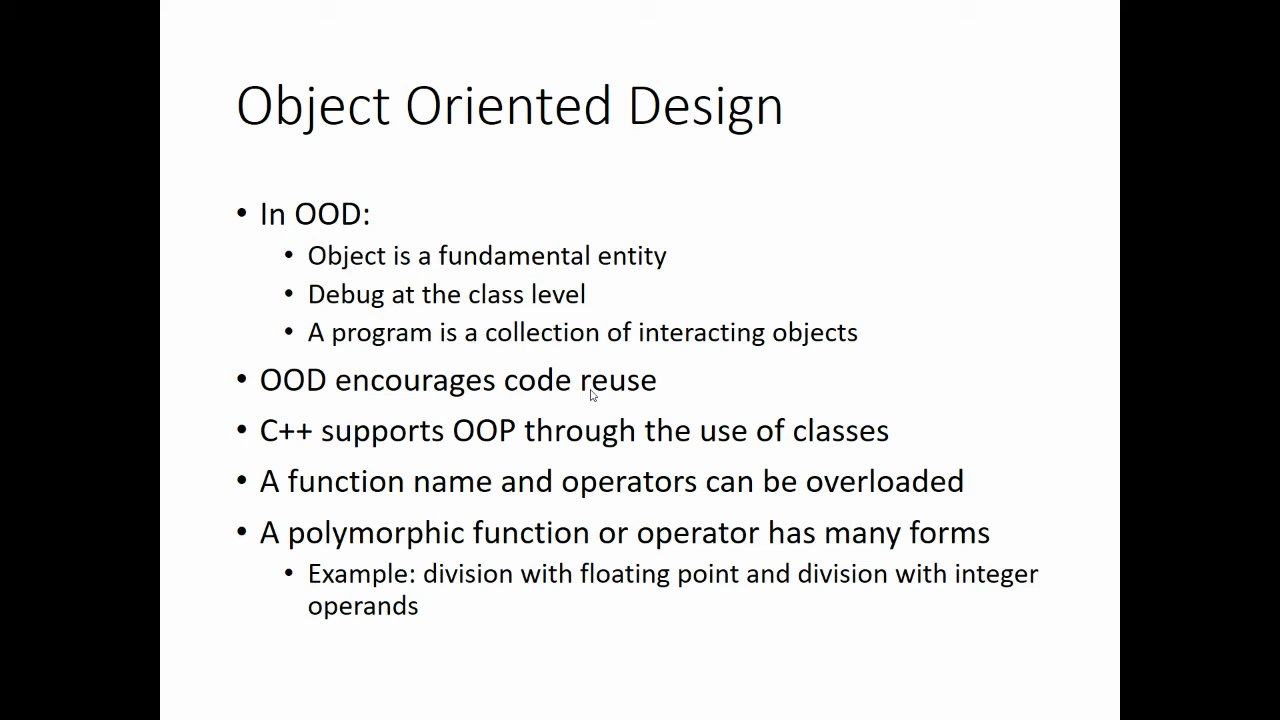 Object Oriented Design
• In OOD:
• Object is a fundamental entity
• Debug at the class level
• A program is a collection of interacting objects
• OOD encourages code reuse
• C++ supports OOP through the use of classes
• A function name and operators can be overloaded
• A polymorphic function or operator has many forms
• Example: division with floating point and division with integer
operands